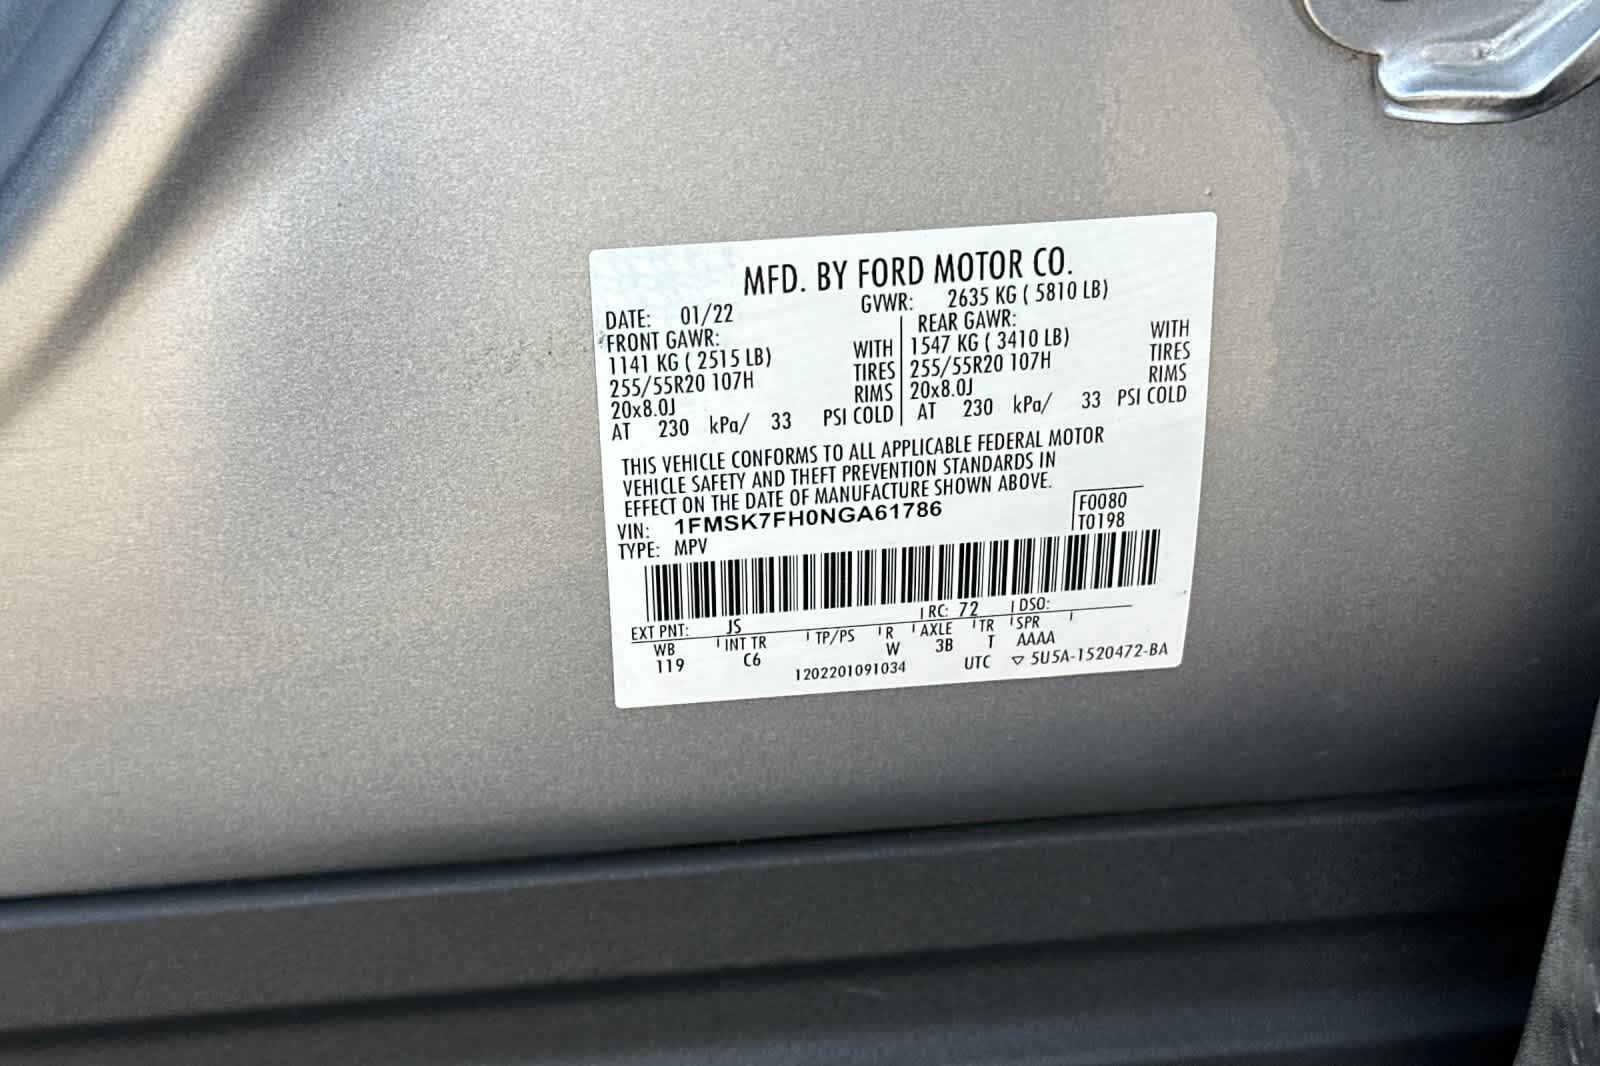 MFD. BY FORD MOTOR CO.
DATE: 01/22 GVWR: 2635 KG ( 5810 LB)
FRONT GAWR: REAR GAWR:
1141 KG ( 2515 LB) WITH 1547 KG ( 3410 LB) WITH
255/55R20 107H TIRES 255/55R20 107H TIRES
20x8.0J RIMS 20x8.0J RIMS
AT 230 kPa/ 33 PSI COLD AT 230 kPa/ 33 PSI COLD
THIS VEHICLE CONFORMS TO ALL APPLICABLE FEDERAL MOTOR
VEHICLE SAFETY AND THEFT PREVENTION STANDARDS IN
EFFECT ON THE DATE OF MANUFACTURE SHOWN ABOVE.
VIN: 1FMSK7FH0NGA61786 F0080
TYPE: MPV T0198
EXT PNT: JS RC: 72 DSO:
WB INT TR TP/PS R AXLE TR SPR
119 C6 W 3B T AAAA
1202201091034 UTC ▽ 5U5A-1520472-BA